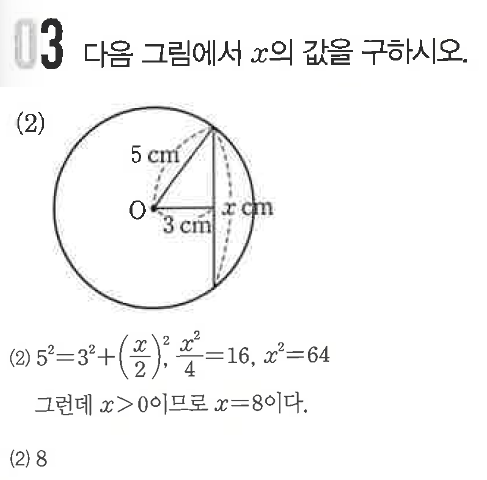 03 다음 그림에서 x의 값을 구하시오.
(2)
5 cm
O
x cm
3 cm
(2) 5²=3²+(x/2)², x²/4=16, x²=64
그런데 x>0이므로 x=8이다.
(2) 8